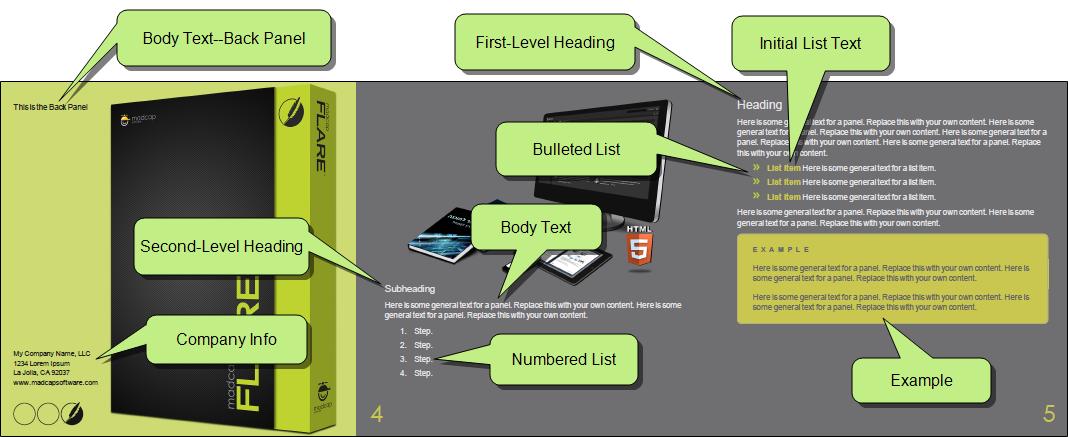 Body Text--Back Panel
First-Level Heading
Initial List Text
This is the Back Panel
madcap
FLARE
madcap
Heading
Here is some general text for a panel. Replace this with your own content. Here is some
general text for a panel. Replace this with your own content. Here is some general text for a
panel. Replace this with your own content. Here is some general text for a panel. Replace
this with your own content.
Bulleted List
» List Item Here is some general text for a list item.
» List Item Here is some general text for a list item.
» List Item Here is some general text for a list item.
Here is some general text for a panel. Replace this with your own content. Here is some
general text for a panel. Replace this with your own content.
Second-Level Heading
Body Text
HTML
5
EXAMPLE
Here is some general text for a panel. Replace this with your own content. Here is
some general text for a panel. Replace this with your own content.
Here is some general text for a panel. Replace this with your own content. Here is
some general text for a panel. Replace this with your own content.
Subheading
Here is some general text for a panel. Replace this with your own content. Here is some
general text for a panel. Replace this with your own content.
1. Step.
2. Step.
3. Step.
4. Step.
Numbered List
Company Info
Example
My Company Name, LLC
1234 Lorem Ipsum
La Jolla, CA 92037
www.madcapsoftware.com
madcap
FLARE
madcap
4
5